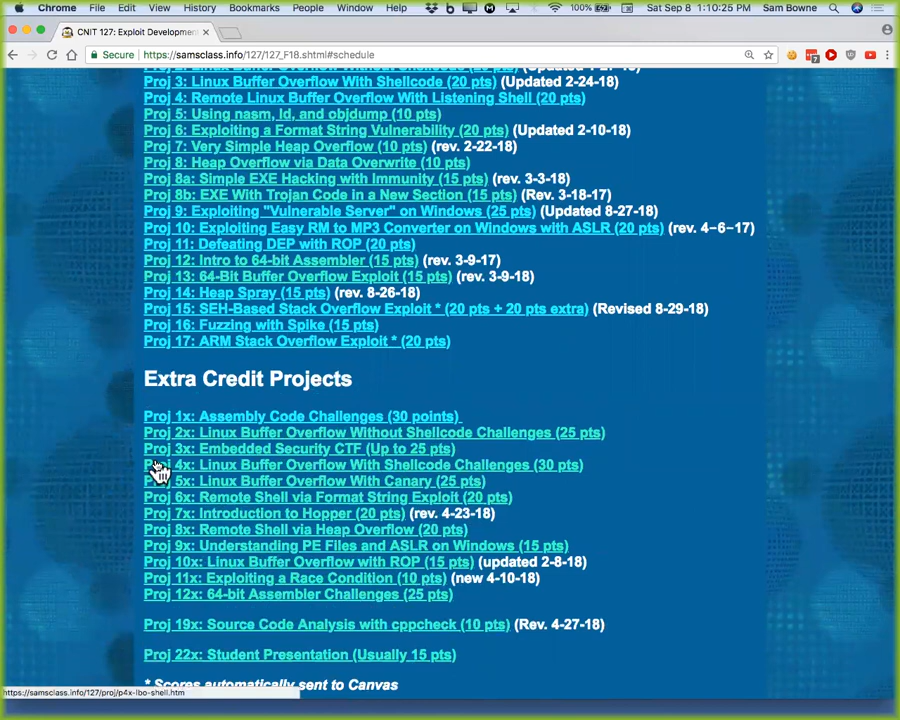 Chrome File Edit View History Bookmarks People Window Help 100% Sat Sep 8 1:10:25 PM Sam Bowne
CNIT 127: Exploit Developmen
Secure https://samsclass.info/127/127_F18.shtml#schedule 7
Proj 3: Linux Buffer Overflow With Shellcode (20 pts) (Updated 2-24-18)
Proj 4: Remote Linux Buffer Overflow With Listening Shell (20 pts)
Proj 5: Using nasm, ld, and objdump (10 pts)
Proj 6: Exploiting a Format String Vulnerability (20 pts) (Updated 2-10-18)
Proj 7: Very Simple Heap Overflow (10 pts) (rev. 2-22-18)
Proj 8: Heap Overflow via Data Overwrite (10 pts)
Proj 8a: Simple EXE Hacking with Immunity (15 pts) (rev. 3-3-18)
Proj 8b: EXE With Trojan Code in a New Section (15 pts) (Rev. 3-18-17)
Proj 9: Exploiting "Vulnerable Server" on Windows (25 pts) (Updated 8-27-18)
Proj 10: Exploiting Easy RM to MP3 Converter on Windows with ASLR (20 pts) (rev. 4-6-17)
Proj 11: Defeating DEP with ROP (20 pts)
Proj 12: Intro to 64-bit Assembler (15 pts) (rev. 3-9-17)
Proj 13: 64-Bit Buffer Overflow Exploit (15 pts) (rev. 3-9-18)
Proj 14: Heap Spray (15 pts) (rev. 8-26-18)
Proj 15: SEH-Based Stack Overflow Exploit * (20 pts + 20 pts extra) (Revised 8-29-18)
Proj 16: Fuzzing with Spike (15 pts)
Proj 17: ARM Stack Overflow Exploit * (20 pts)
Extra Credit Projects
Proj 1x: Assembly Code Challenges (30 points)
Proj 2x: Linux Buffer Overflow Without Shellcode Challenges (25 pts)
Proj 3x: Embedded Security CTF (Up to 25 pts)
Proj 4x: Linux Buffer Overflow With Shellcode Challenges (30 pts)
5x: Linux Buffer Overflow With Canary (25 pts)
Proj 6x: Remote Shell via Format String Exploit (20 pts)
Proj 7x: Introduction to Hopper (20 pts) (rev. 4-23-18)
Proj 8x: Remote Shell via Heap Overflow (20 pts)
Proj 9x: Understanding PE Files and ASLR on Windows (15 pts)
Proj 10x: Linux Buffer Overflow with ROP (15 pts) (updated 2-8-18)
Proj 11x: Exploiting a Race Condition (10 pts) (new 4-10-18)
Proj 12x: 64-bit Assembler Challenges (25 pts)
Proj 19x: Source Code Analysis with cppcheck (10 pts) (Rev. 4-27-18)
Proj 22x: Student Presentation (Usually 15 pts)
* Scores automatically sent to Canvas
https://samsclass.info/127/proj/p4x-lbo-shell.htm